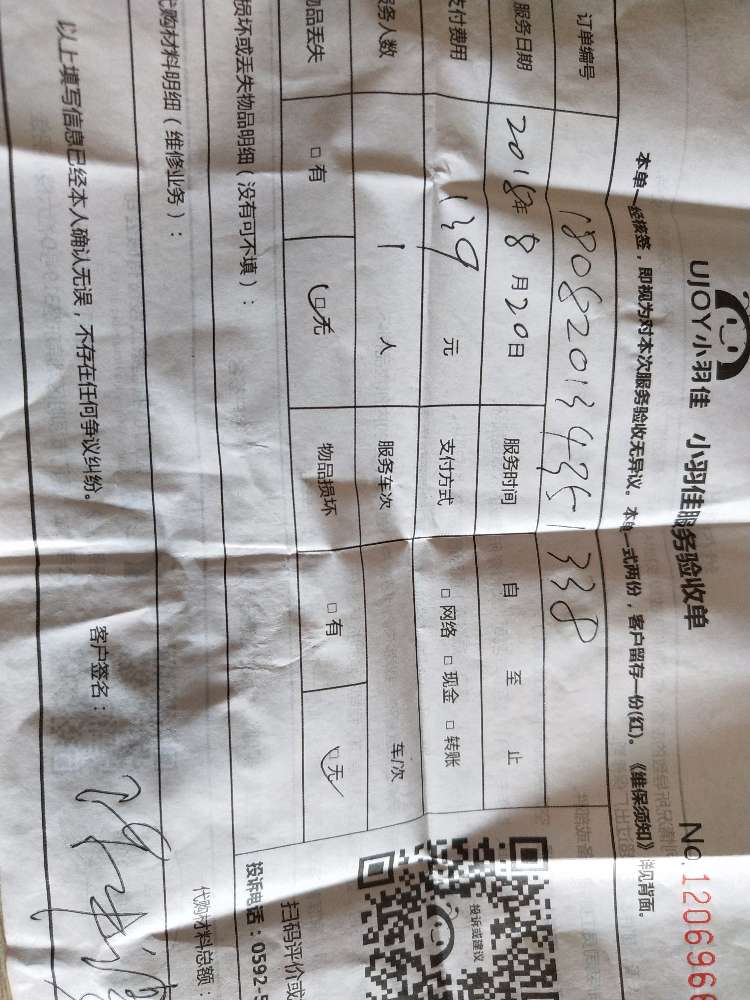 UJOY小羽佳 小羽佳服务验收单
No.120696
本单一经核签，即视为对本次服务验收无异议。本单一式两份，客户留存一份(红)。《维保须知》详见背面。
订单编号 180820134351338
服务日期 2018年8月20日 服务时间 自 至 止
支付费用 139元 支付方式 □网络 □现金 □转账
服务人数 1人 服务车次 车/次
物品丢失 □有 □无 物品损坏 □有 □无
损坏或丢失物品明细（没有可不填）：
投诉或建议
扫码评价或
投诉电话：0592-5
代购材料明细（维修业务）：
代购材料总额：
以上填写信息已经本人确认无误，不存在任何争议纠纷。
客户签名：